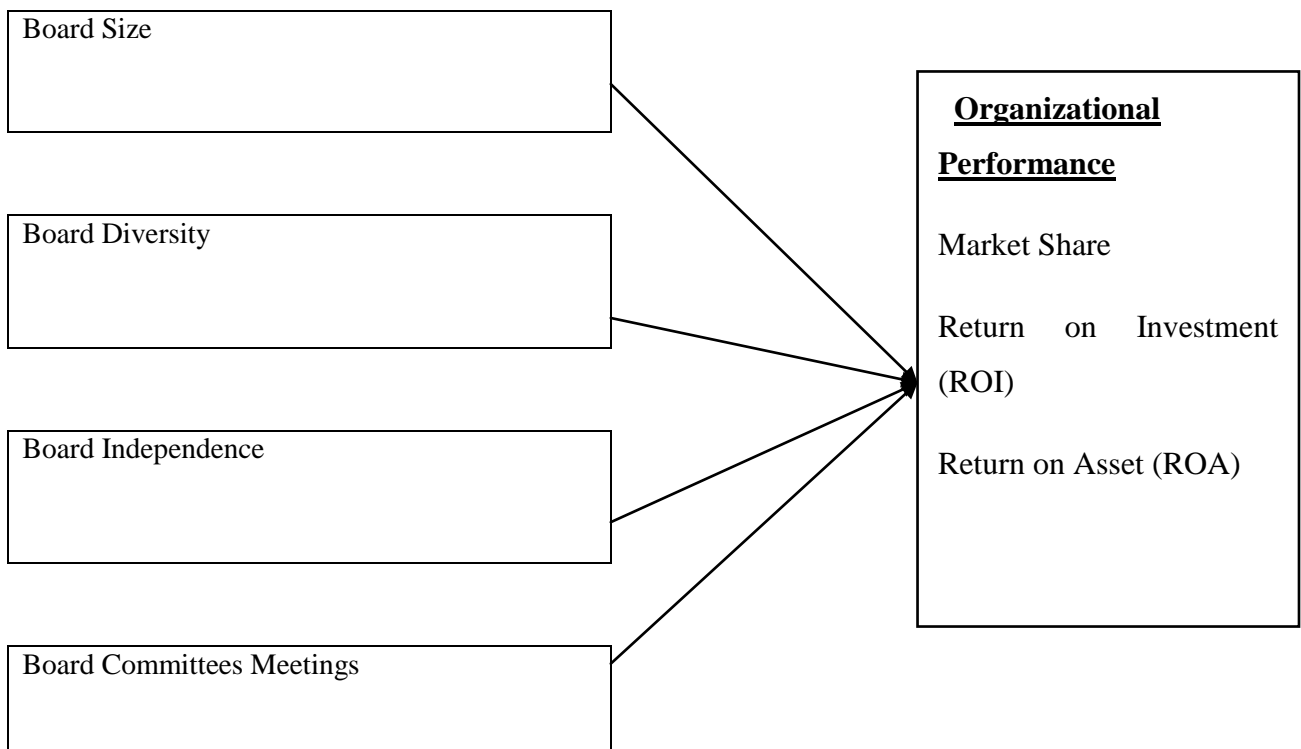 Board Size
Board Diversity
Board Independence
Board Committees Meetings
Organizational
Performance
Market Share
Return on Investment
(ROI)
Return on Asset (ROA)